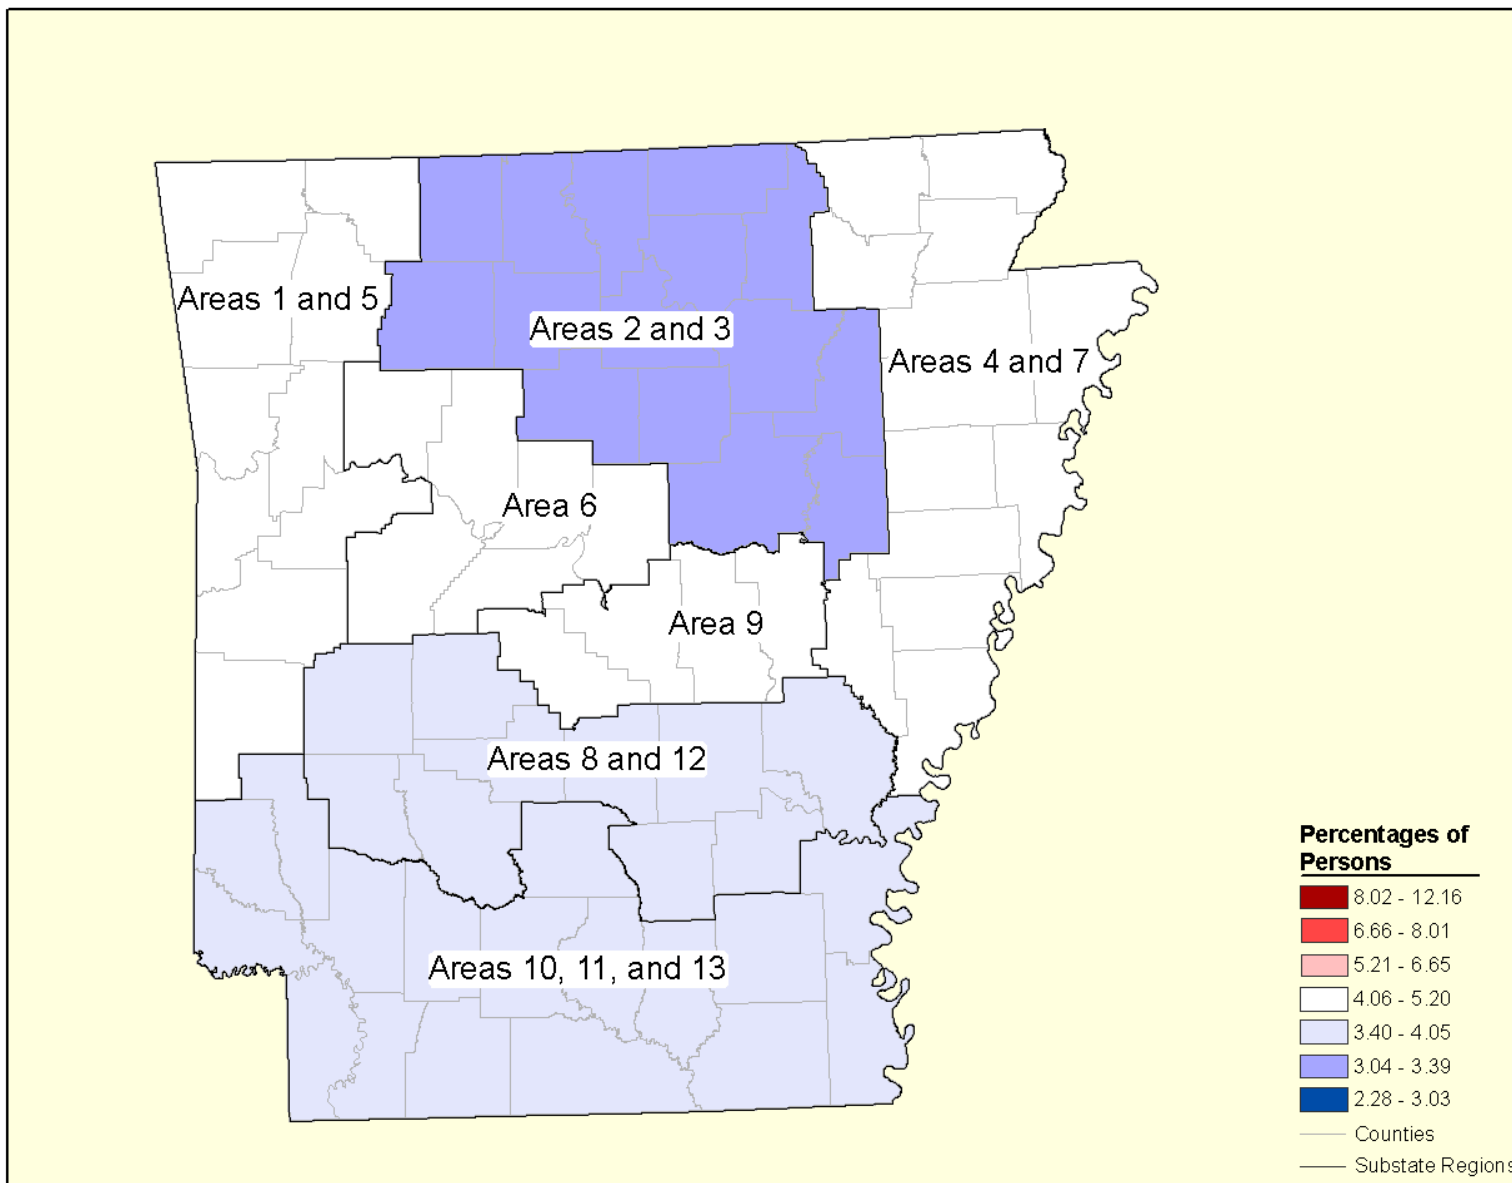 Areas 1 and 5
Areas 2 and 3
Areas 4 and 7
Area 6
Area 9
Areas 8 and 12
Areas 10, 11, and 13
Percentages of
Persons
8.02 - 12.16
6.66 - 8.01
5.21 - 6.65
4.06 - 5.20
3.40 - 4.05
3.04 - 3.39
2.28 - 3.03
Counties
Substate Regions